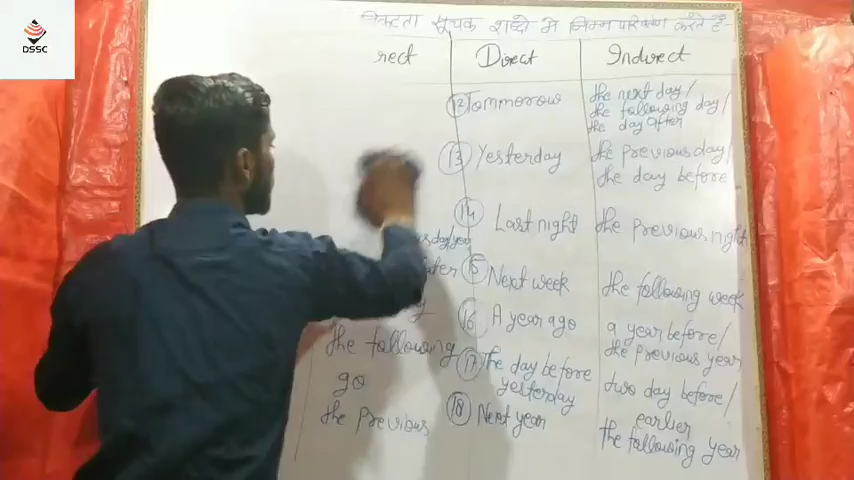 DSSC
निकटता सूचक शब्दो मे निम्न परिवर्तन करते हैं
rect Direct Indirect
(12) Tommorow the next day/
the following day/
the day after
(13) Yesterday the previous day/
the day before
(14) Last night the previous night
(15) Next week the following week
(16) A year ago a year before/
the previous year
(17) The day before yesterday two day before/
earlier
(18) Next year the following year
the following
go
the previous